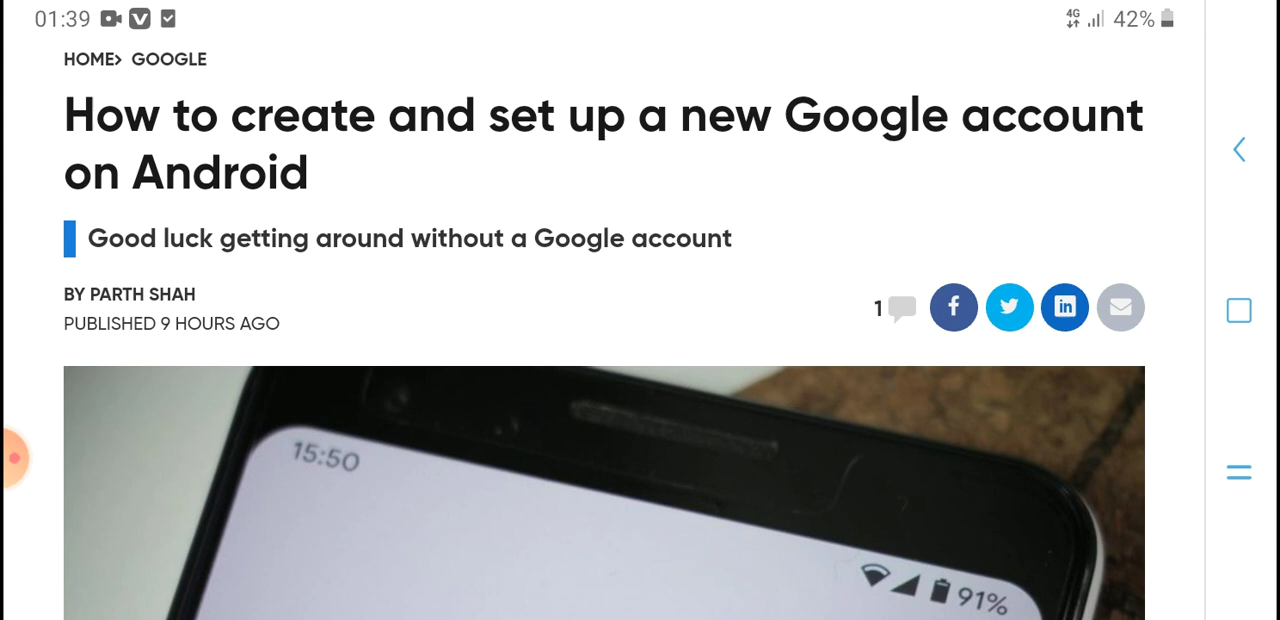 01:39
4G 42%
HOME> GOOGLE
How to create and set up a new Google account
on Android
Good luck getting around without a Google account
BY PARTH SHAH
PUBLISHED 9 HOURS AGO
1
f in
15:50
91%